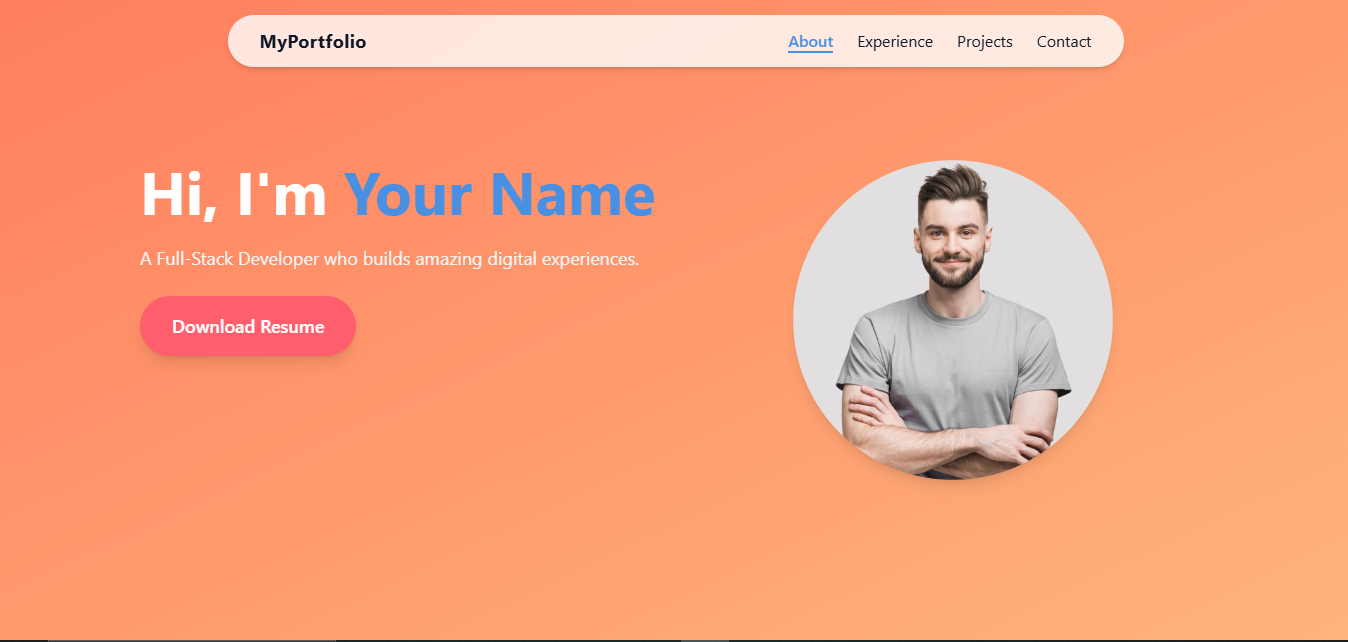 MyPortfolio
About Experience Projects Contact
Hi, I'm Your Name
A Full-Stack Developer who builds amazing digital experiences.
Download Resume